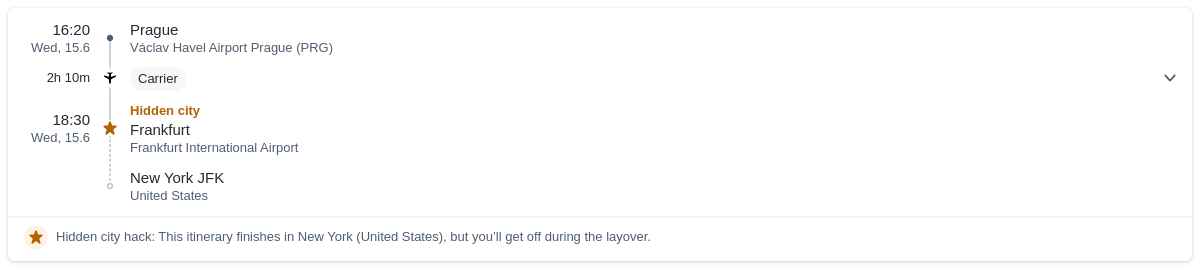 16:20
Wed, 15.6
Prague
Václav Havel Airport Prague (PRG)
2h 10m
Carrier
Hidden city
18:30
Wed, 15.6
Frankfurt
Frankfurt International Airport
New York JFK
United States
Hidden city hack: This itinerary finishes in New York (United States), but you’ll get off during the layover.